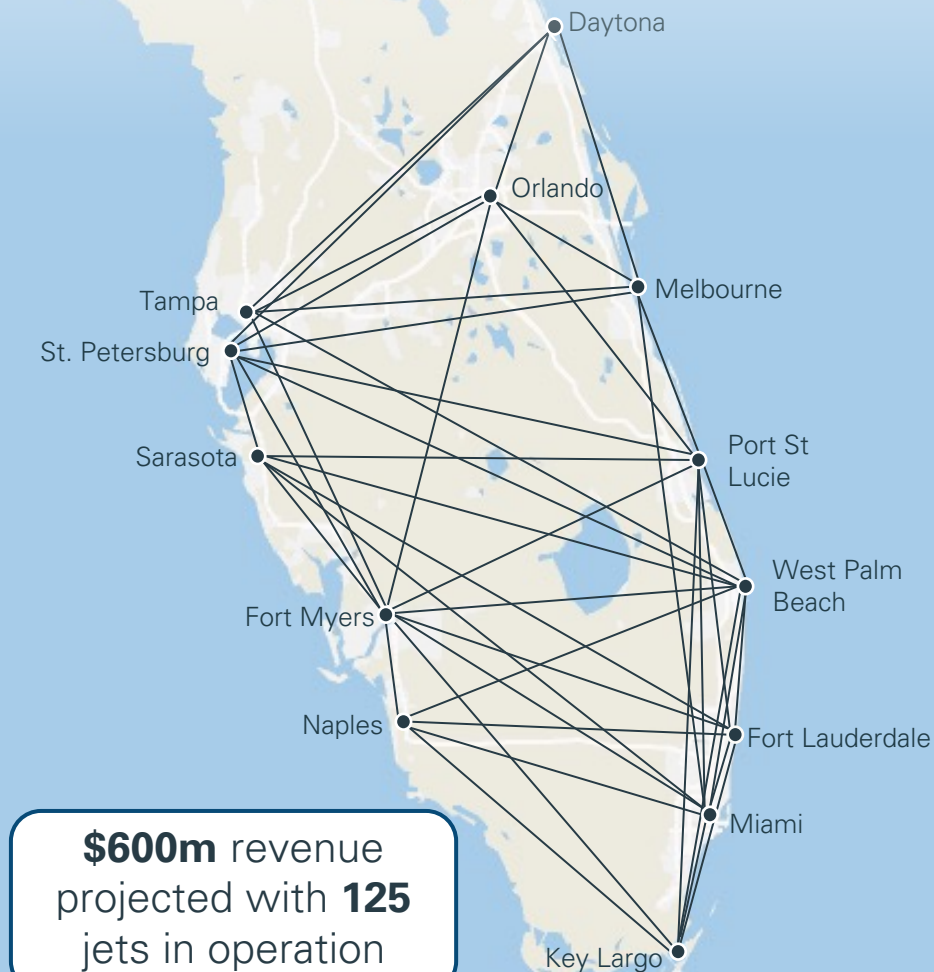 Daytona
Orlando
Melbourne
Tampa
St. Petersburg
Sarasota
Port St
Lucie
West Palm
Beach
Fort Myers
Naples
Fort Lauderdale
Miami
$600m revenue
projected with 125
jets in operation
Key Largo